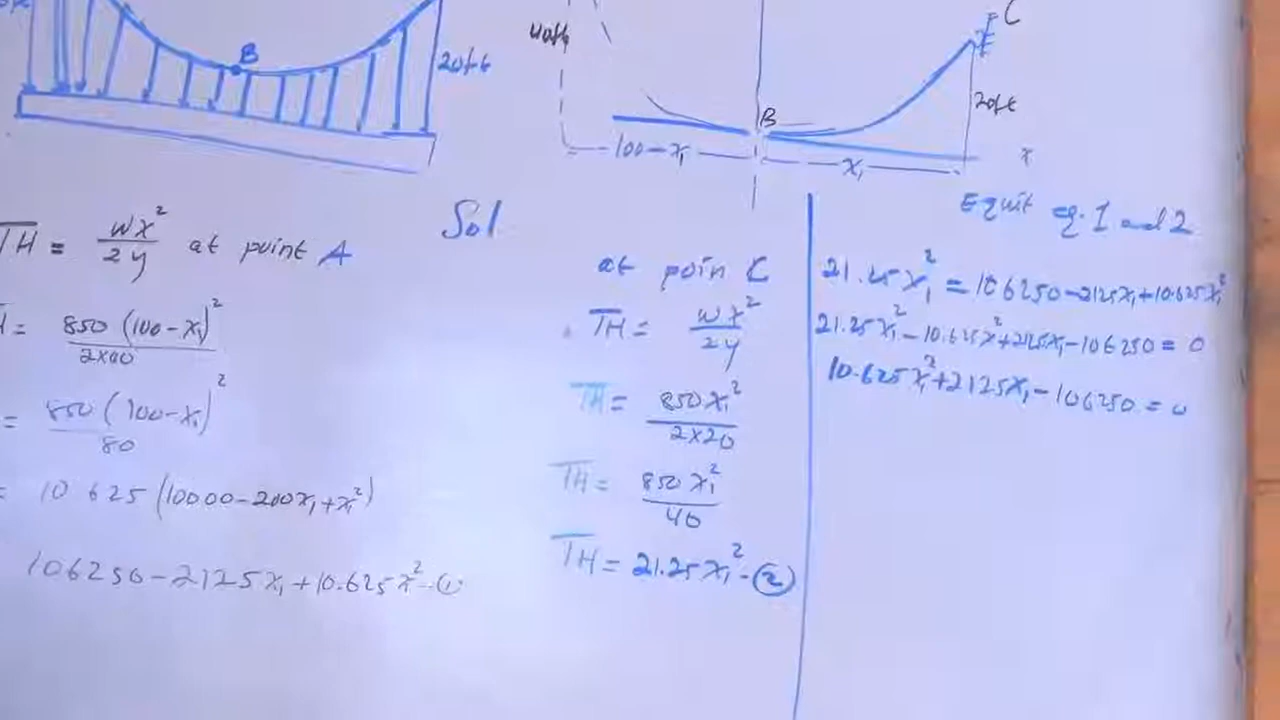 B
20ft
40ft
C
20ft
B
100-x₁
x₁
x
Sol
Equit eq. 1 and 2
TH = wx² / 2y at point A
= 850 (100-x₁)² / 2x40
= 850 (100-x₁)² / 80
= 10 625 (10000-200x₁+x₁²)
106250-2125x₁+10.625x²-①
at poin C
TH = wx² / 2y
TH = 850x₁² / 2x20
TH = 850x₁² / 40
TH = 21.25x₁²-②
21.25x₁² = 106250-2125x₁+10.625x₁²
21.25x₁²-10.625x²+2125x₁-106250 = 0
10.625x₁²+2125x₁-106250 = 0